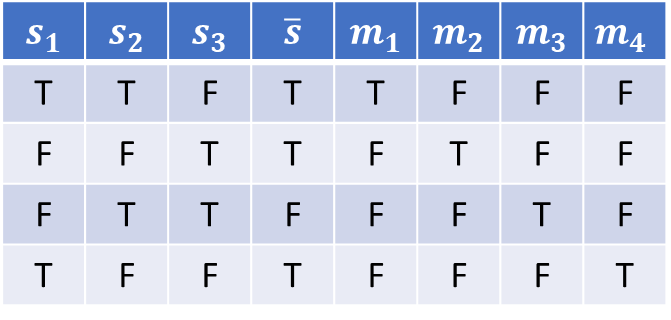 s₁ s₂ s₃ s̄ m₁ m₂ m₃ m₄
T T F T T F F F
F F T T F T F F
F T T F F F T F
T F F T F F F T